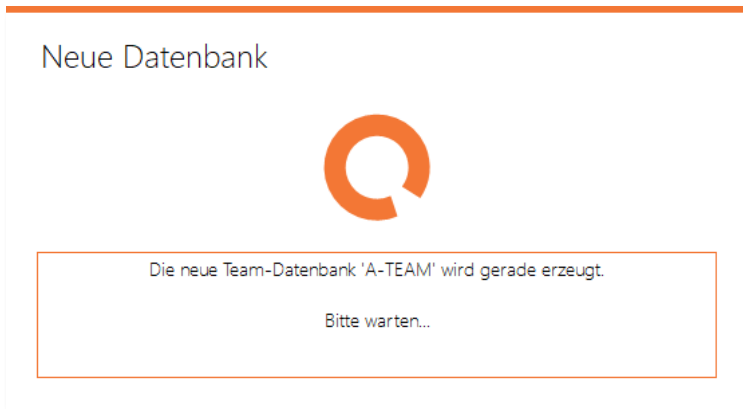 Neue Datenbank
Die neue Team-Datenbank 'A-TEAM' wird gerade erzeugt.
Bitte warten...